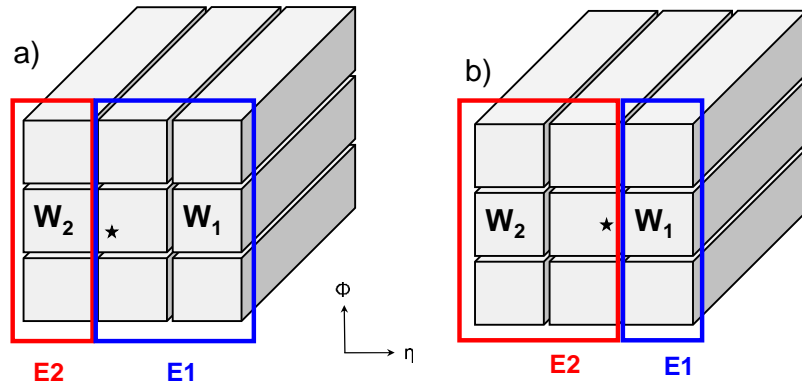 a)
W₂ W₁
Φ
η
E2 E1
b)
W₂ W₁
E2 E1